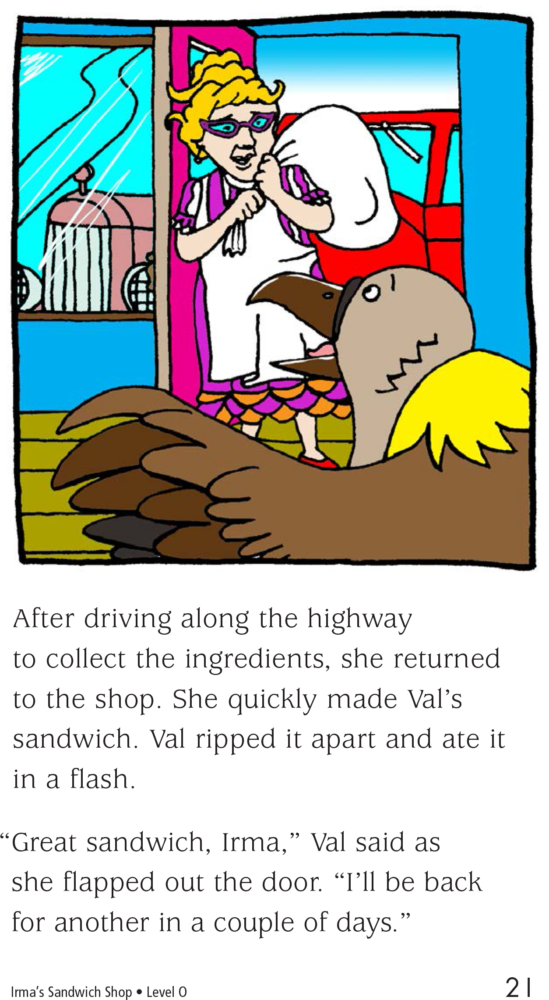 After driving along the highway
to collect the ingredients, she returned
to the shop. She quickly made Val’s
sandwich. Val ripped it apart and ate it
in a flash.
“Great sandwich, Irma,” Val said as
she flapped out the door. “I’ll be back
for another in a couple of days.”
Irma’s Sandwich Shop • Level O
21